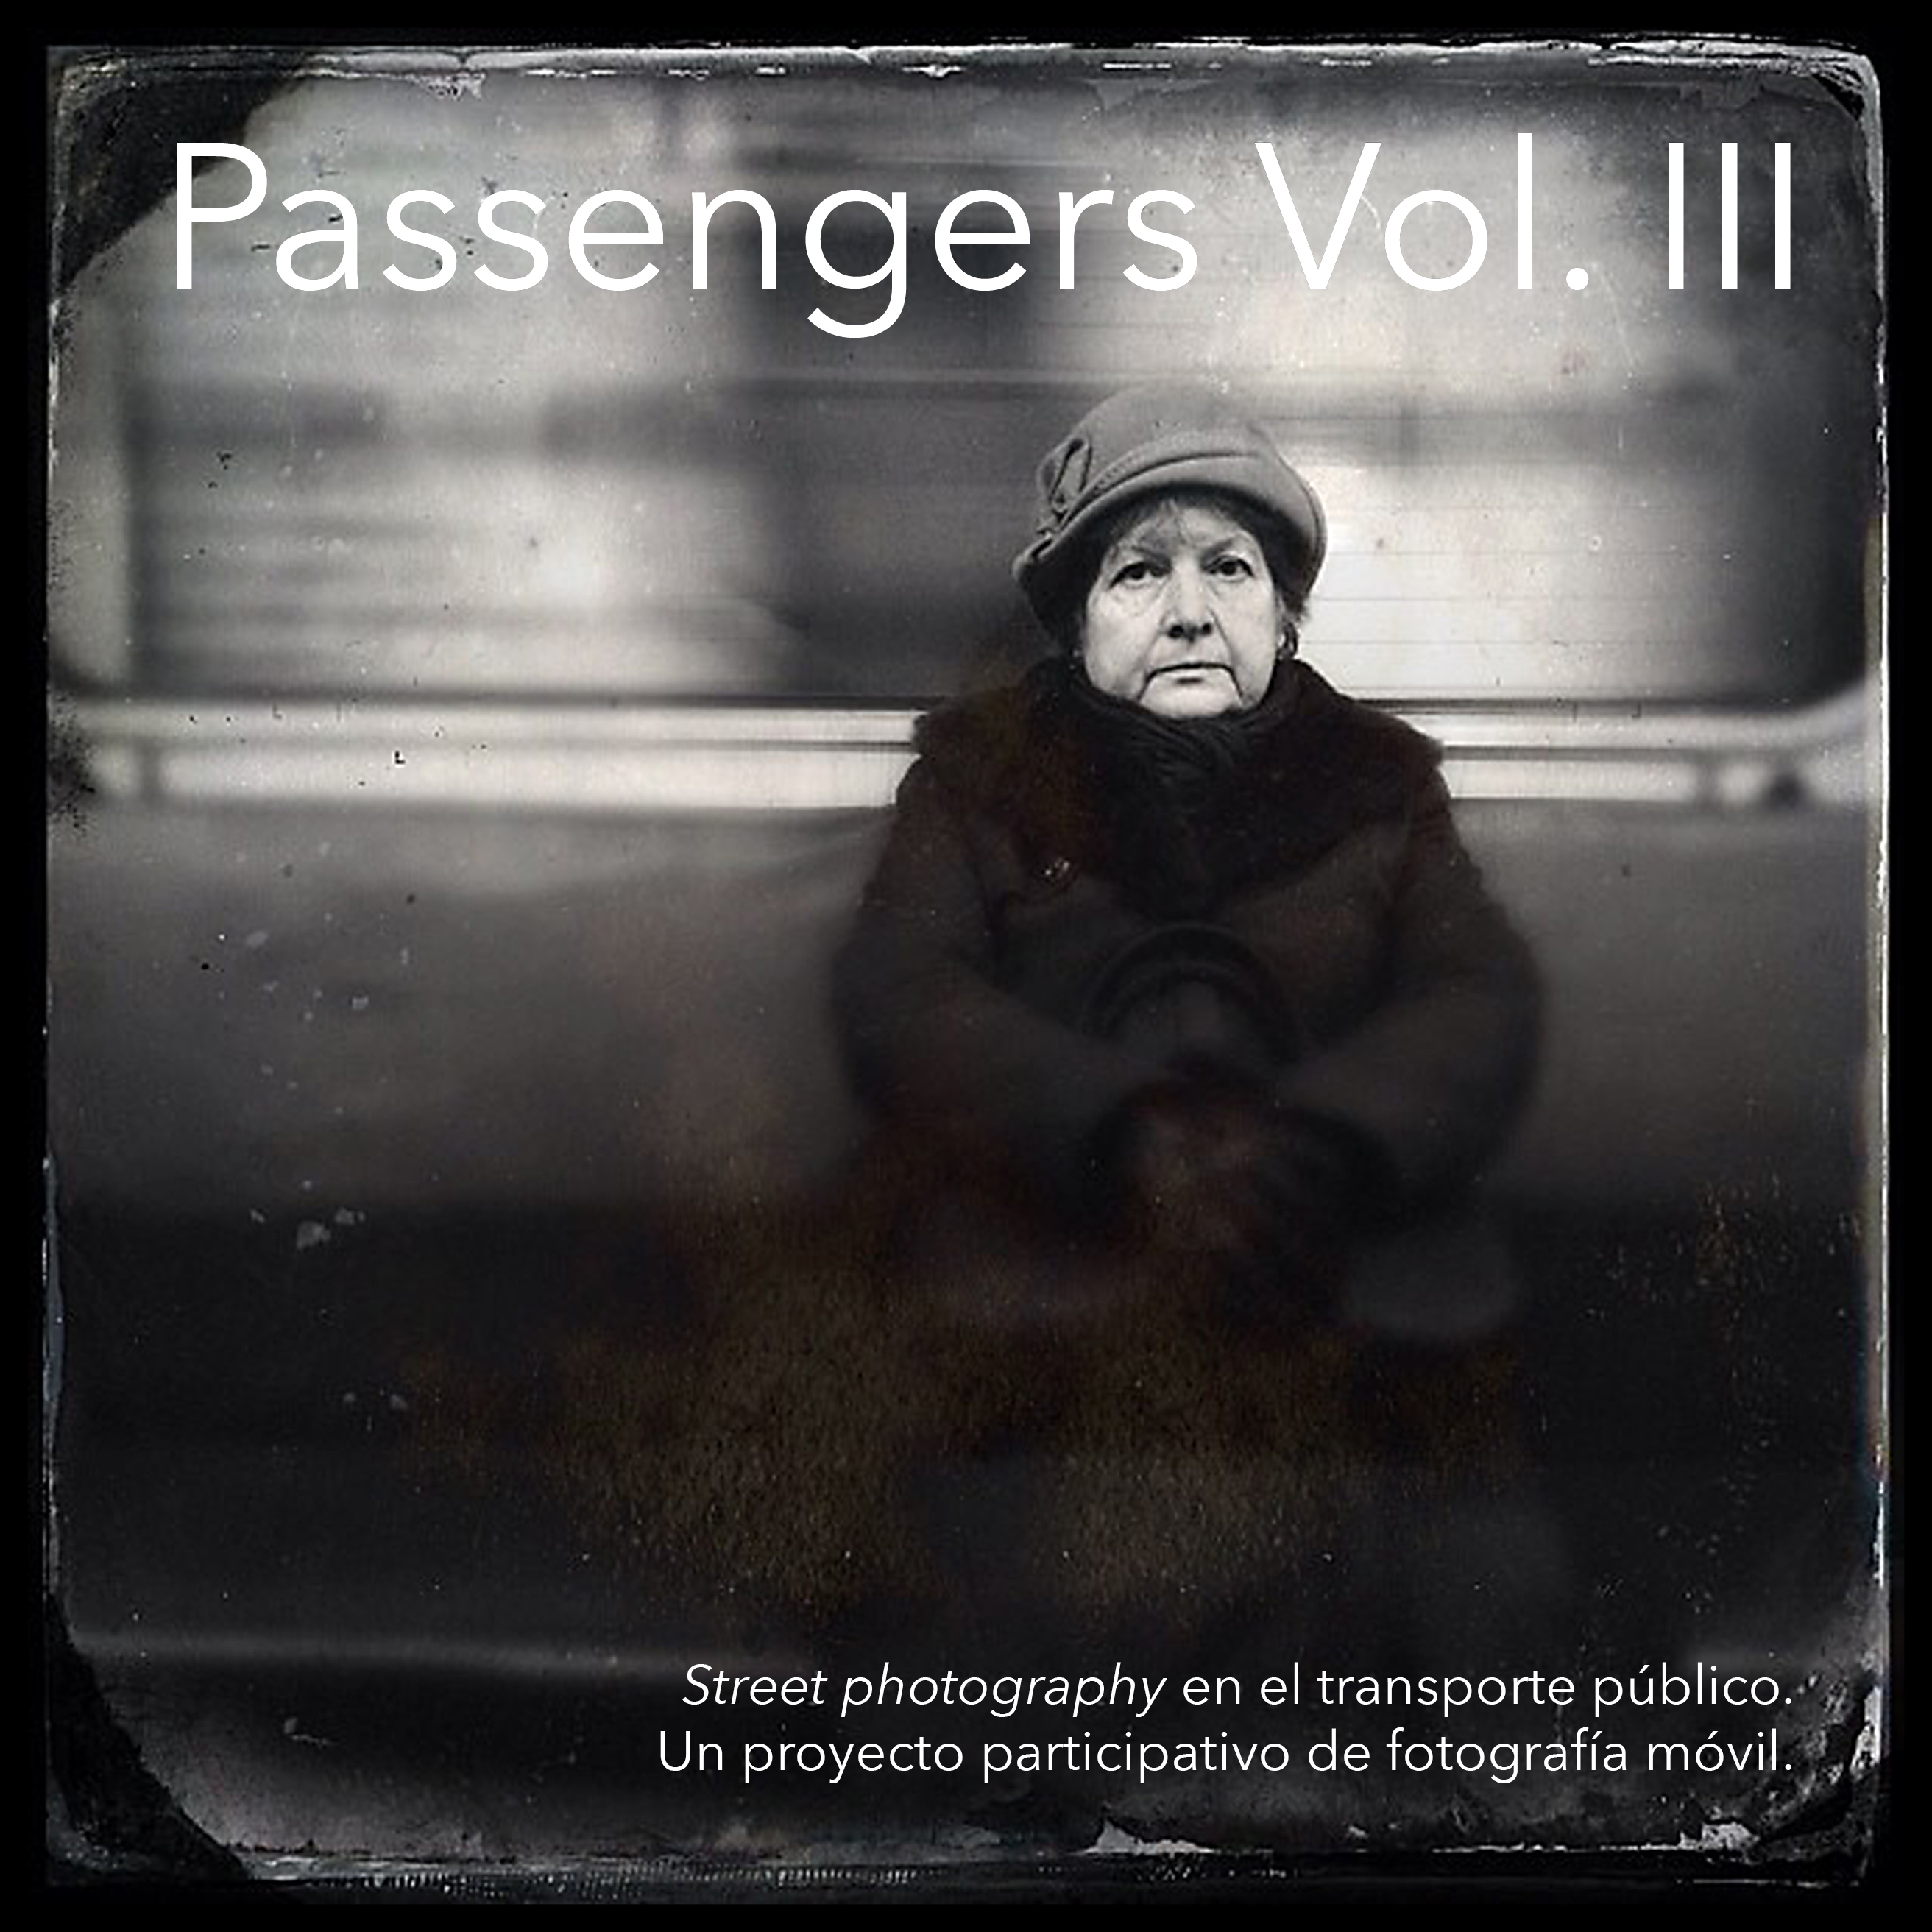 Passengers Vol. III
Street photography en el transporte público.
Un proyecto participativo de fotografía móvil.